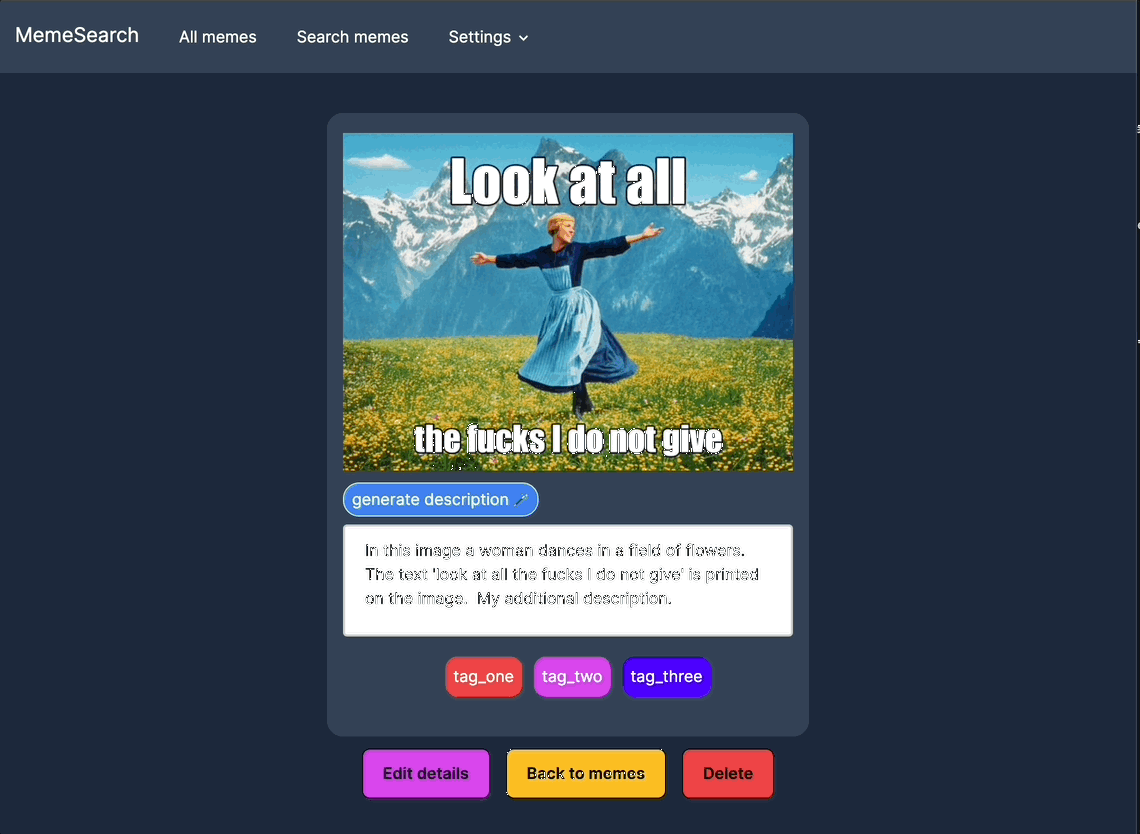 MemeSearch All memes Search memes Settings
Look at all
the fucks I do not give
generate description
In this image a woman dances in a field of flowers.
The text 'look at all the fucks I do not give' is printed
on the image.  My additional description.
tag_one tag_two tag_three
Edit details Back to memes Delete